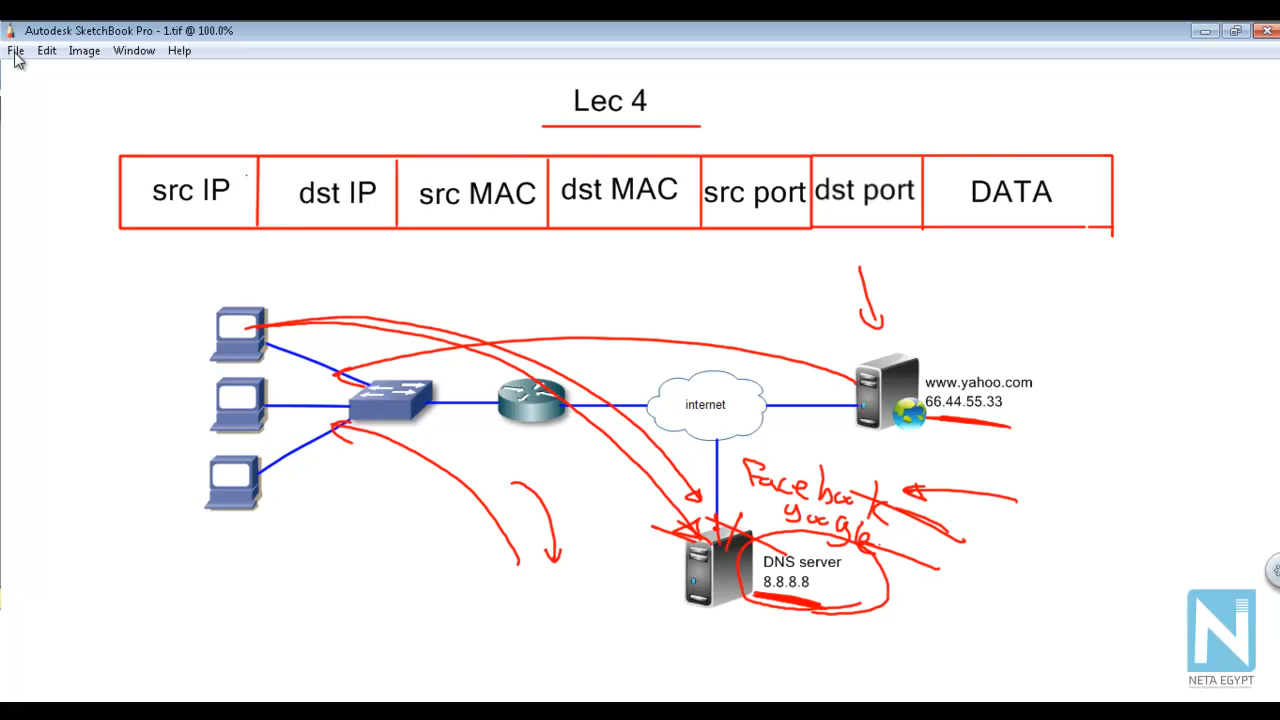 Autodesk SketchBook Pro - 1.tif @ 100.0%
File Edit Image Window Help
Lec 4
src IP dst IP src MAC dst MAC src port dst port DATA
www.yahoo.com
66.44.55.33
internet
Facebook
google
DNS server
8.8.8.8
N
NETA EGYPT